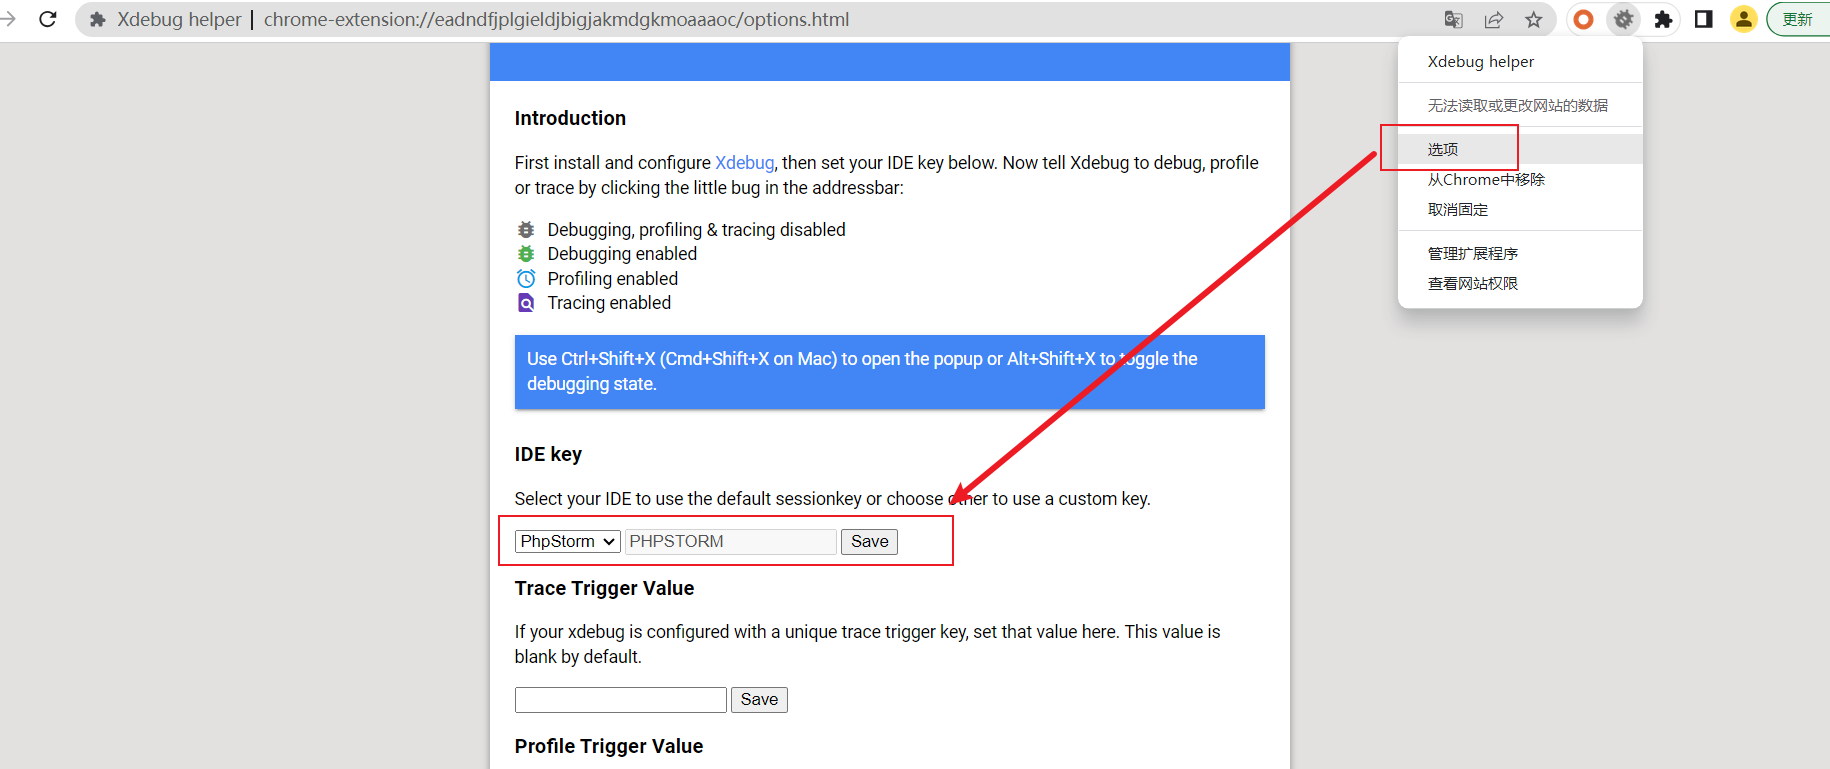 Xdebug helper | chrome-extension://eadndfjplgieldjbigjakmdgkmoaaaoc/options.html
更新
Xdebug helper
无法读取或更改网站的数据
选项
从Chrome中移除
取消固定
管理扩展程序
查看网站权限
Introduction
First install and configure Xdebug, then set your IDE key below. Now tell Xdebug to debug, profile
or trace by clicking the little bug in the addressbar:
Debugging, profiling & tracing disabled
Debugging enabled
Profiling enabled
Tracing enabled
Use Ctrl+Shift+X (Cmd+Shift+X on Mac) to open the popup or Alt+Shift+X to toggle the
debugging state.
IDE key
Select your IDE to use the default sessionkey or choose other to use a custom key.
PhpStorm PHPSTORM Save
Trace Trigger Value
If your xdebug is configured with a unique trace trigger key, set that value here. This value is
blank by default.
Save
Profile Trigger Value